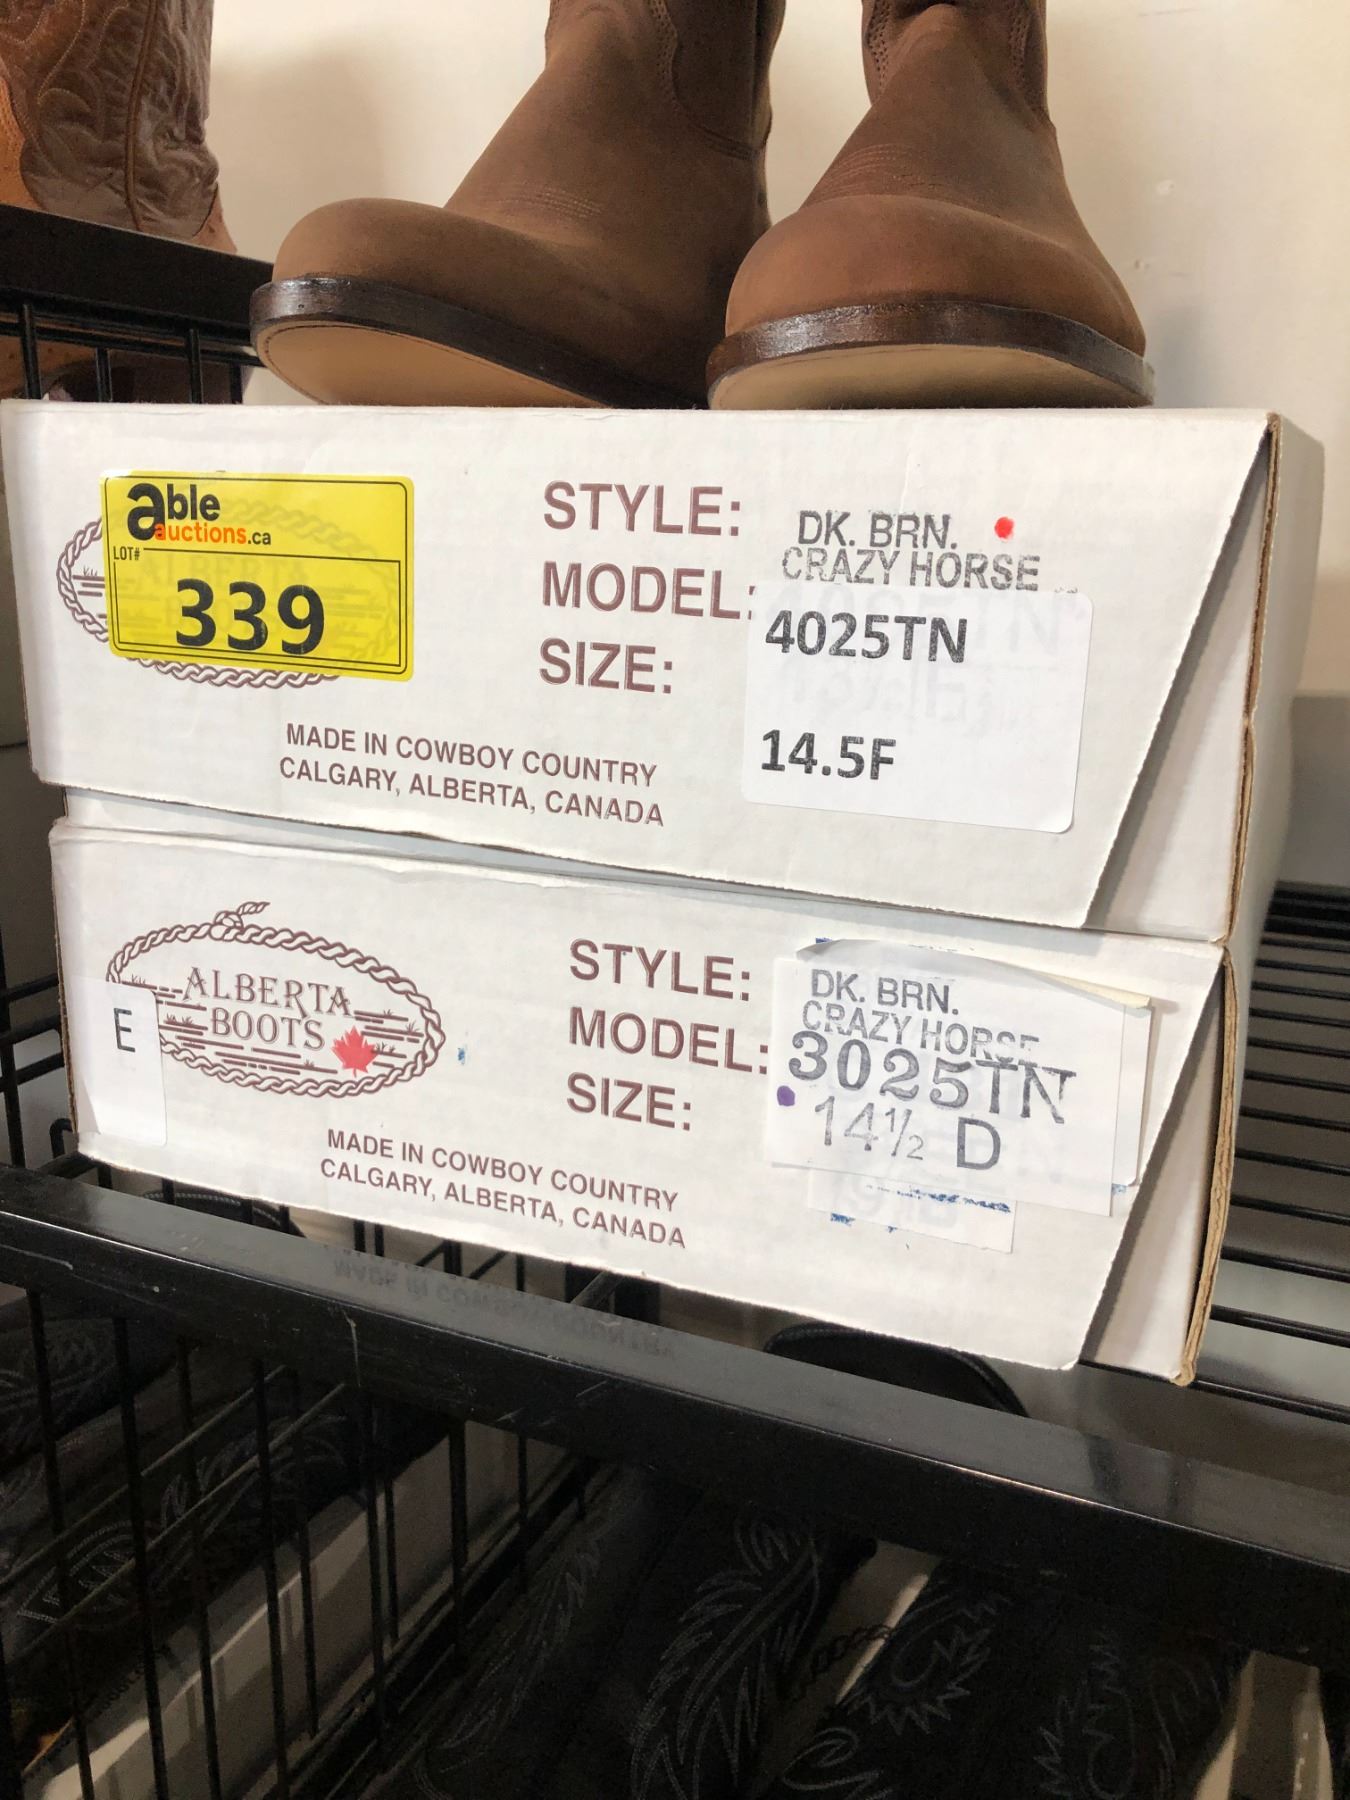 able
auctions.ca
LOT#
339
STYLE: DK. BRN.
CRAZY HORSE
MODEL: 4025TN
SIZE: 14.5F
MADE IN COWBOY COUNTRY
CALGARY, ALBERTA, CANADA
E
ALBERTA
BOOTS
STYLE: DK. BRN.
CRAZY HORSE
MODEL: 3025TN
SIZE: 14½ D
MADE IN COWBOY COUNTRY
CALGARY, ALBERTA, CANADA